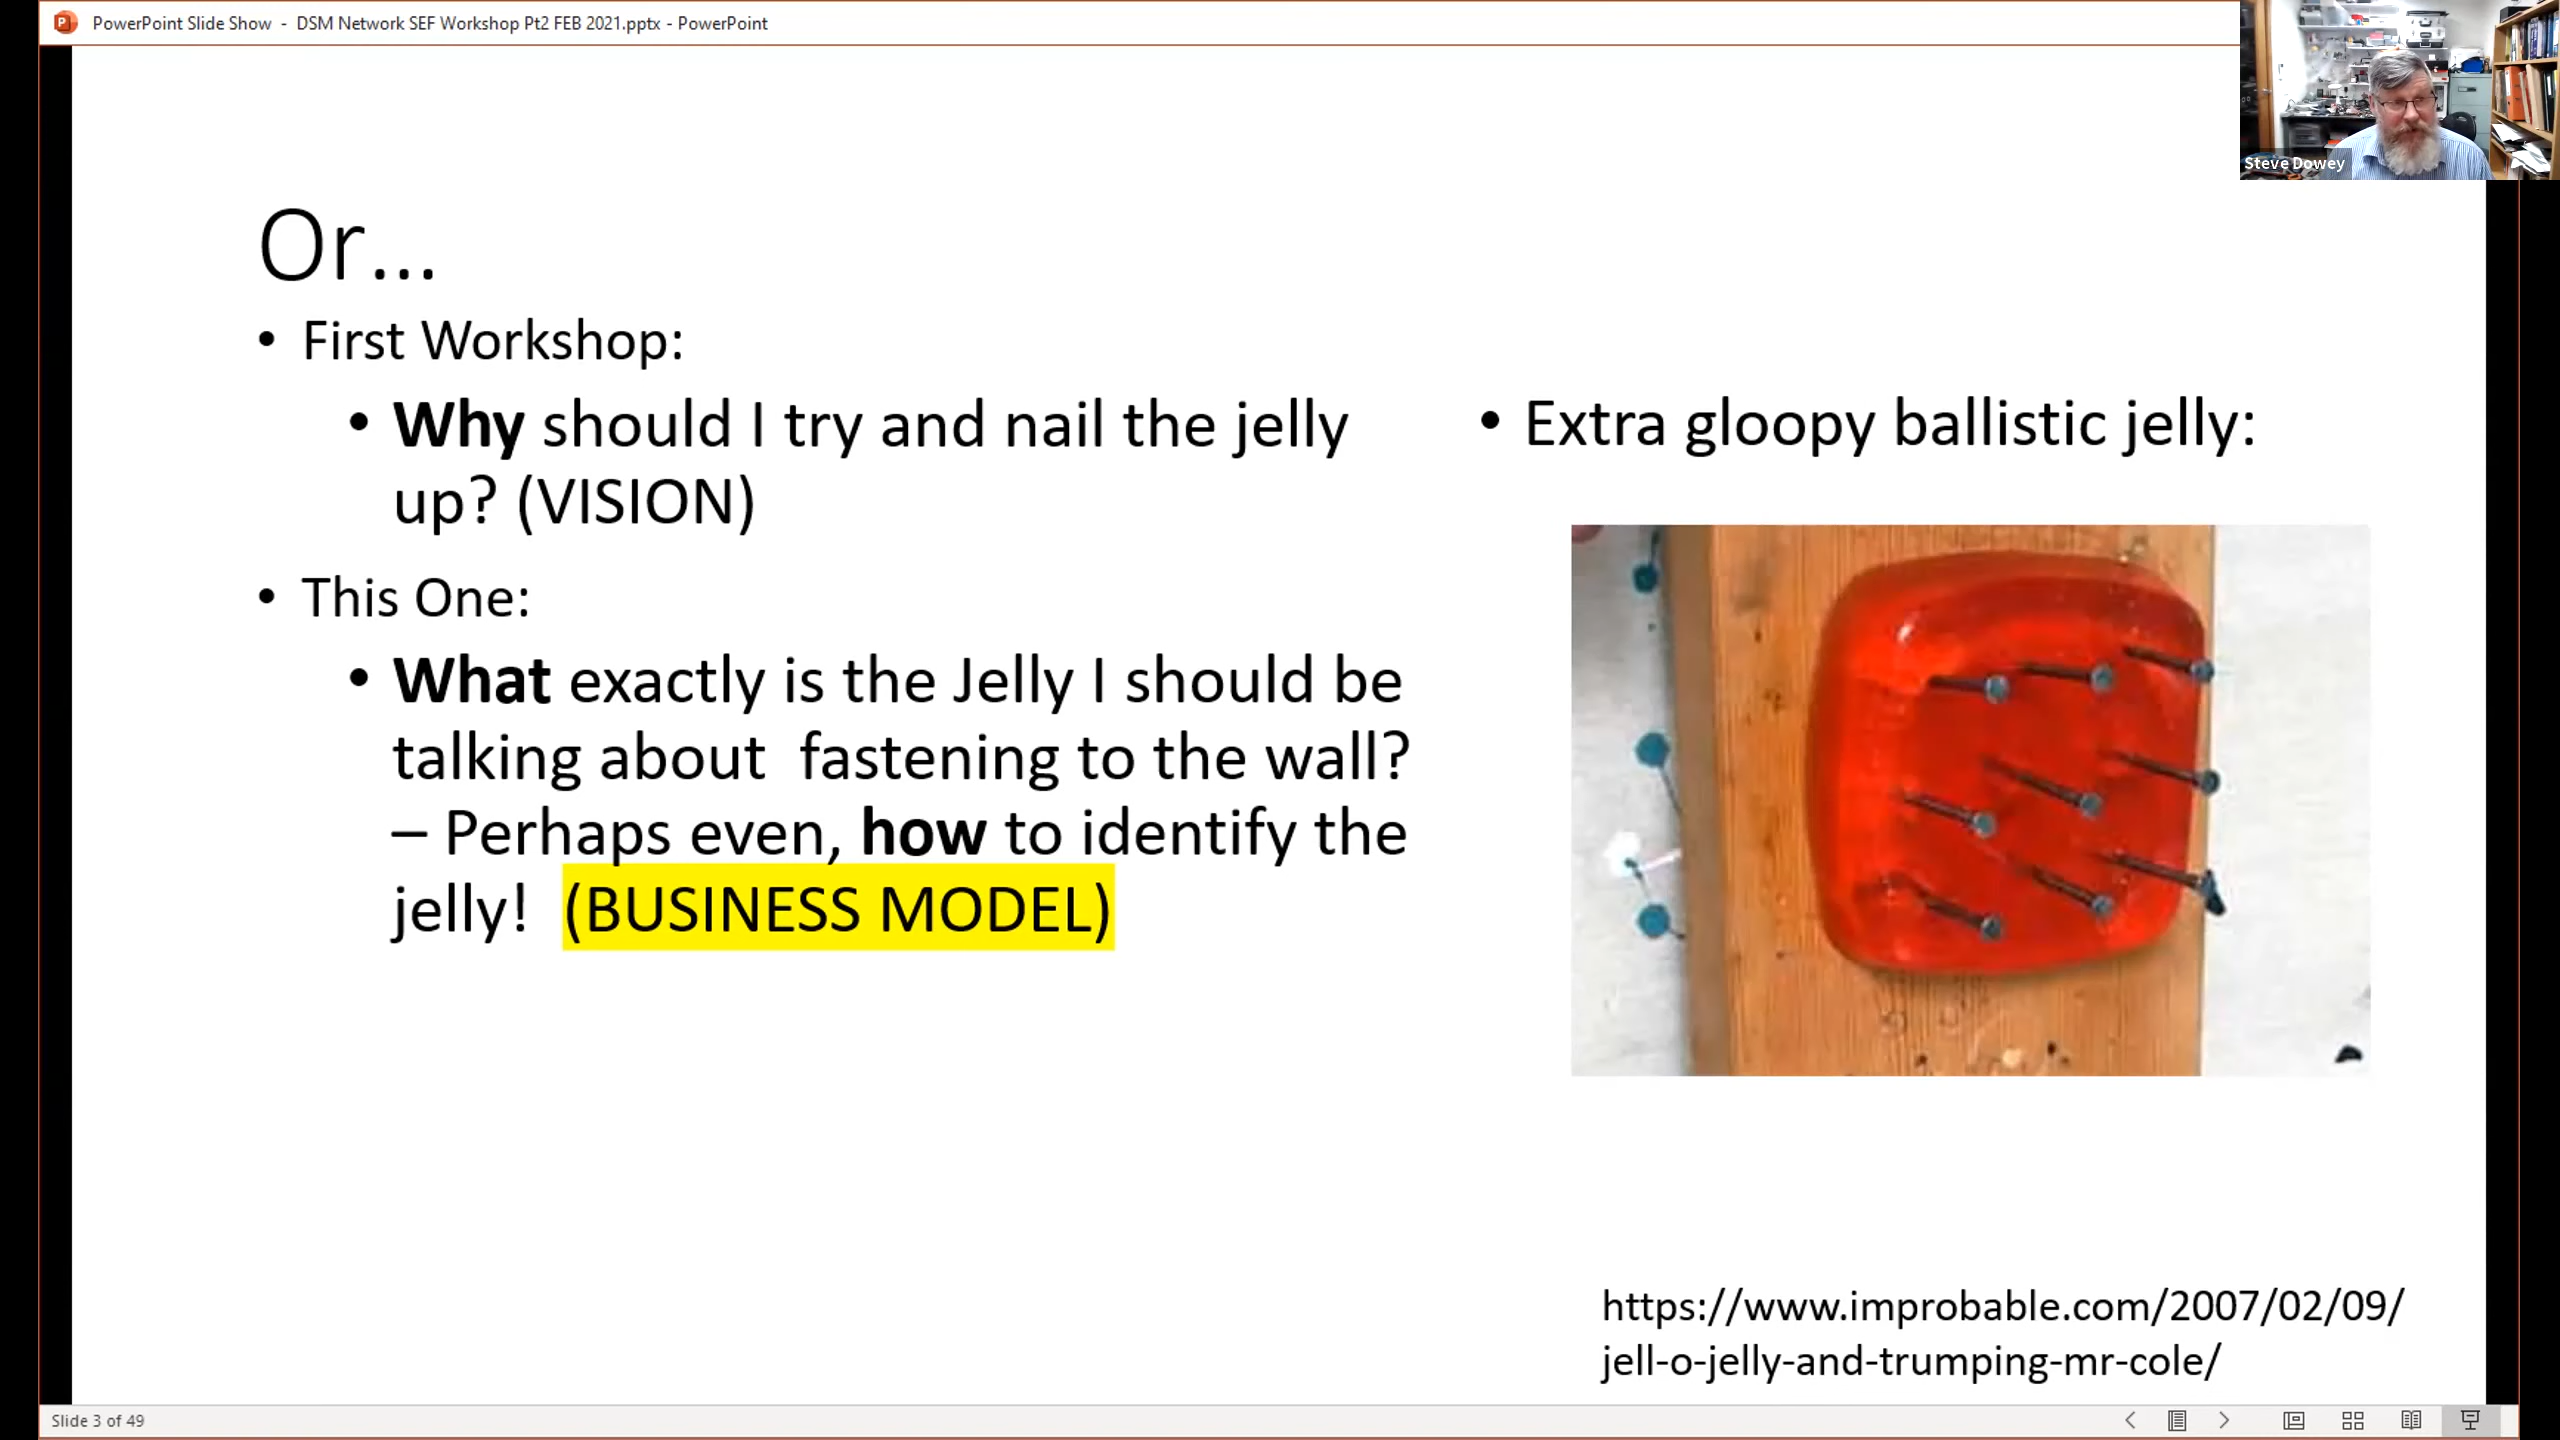 PowerPoint Slide Show - DSM Network SEF Workshop Pt2 FEB 2021.pptx - PowerPoint
Steve Dowey
Or...
• First Workshop:
• Why should I try and nail the jelly
up? (VISION)
• This One:
• What exactly is the Jelly I should be
talking about  fastening to the wall?
– Perhaps even, how to identify the
jelly!  (BUSINESS MODEL)
• Extra gloopy ballistic jelly:
https://www.improbable.com/2007/02/09/
jell-o-jelly-and-trumping-mr-cole/
Slide 3 of 49